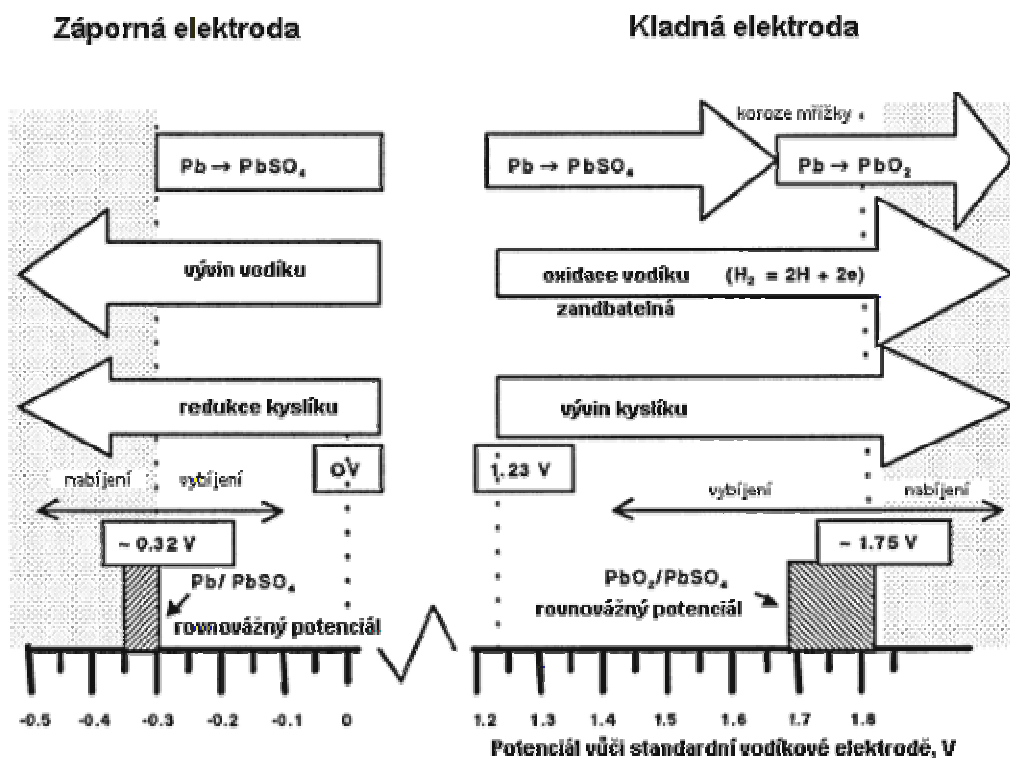 Záporná elektroda
Kladná elektroda
koroze mřížky
Pb → PbSO₄
Pb → PbSO₄
Pb → PbO₂
vývin vodíku
oxidace vodíku (H₂ = 2H + 2e)
zandbatelná
redukce kyslíku
vývin kyslíku
0V
1.23 V
nabíjení
vybíjení
vybíjení
nabíjení
~ 0.32 V
~ 1.75 V
Pb/ PbSO₄
rovnovážný potenciál
PbO₂/PbSO₄
rovnovážný potenciál
-0.5 -0.4 -0.3 -0.2 -0.1 0
1.2 1.3 1.4 1.5 1.6 1.7 1.8
Potenciál vůči standardní vodíkové elektrodě, V